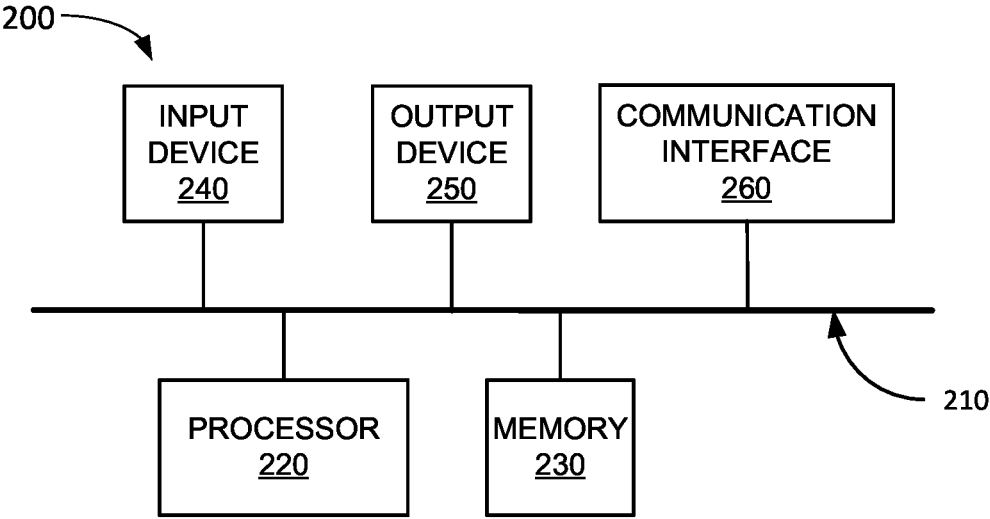 200
INPUT
DEVICE
240
OUTPUT
DEVICE
250
COMMUNICATION
INTERFACE
260
PROCESSOR
220
MEMORY
230
210